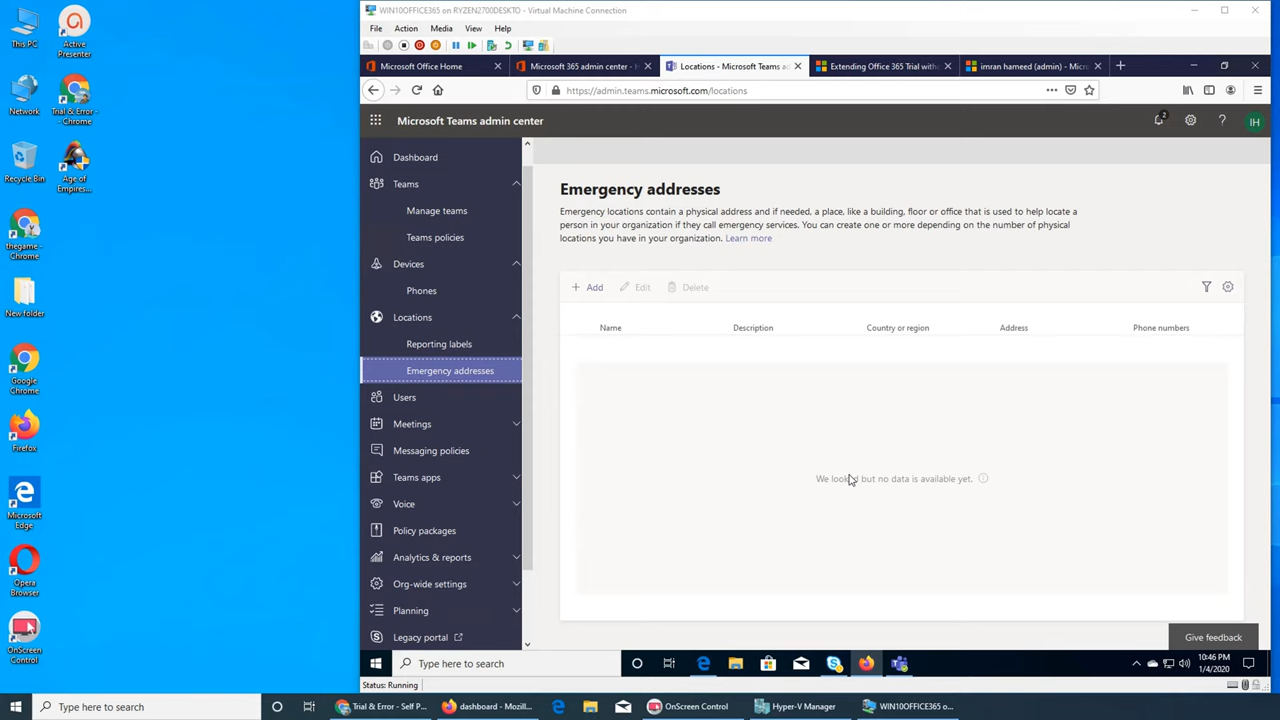 This PC
Active
Presenter
Network
Trial & Error -
- Chrome
Recycle Bin
Age of
Empires...
thegame -
Chrome
New folder
Google
Chrome
Firefox
Microsoft
Edge
Opera
Browser
OnScreen
Control
WIN10OFFICE365 on RYZEN2700DESKTO - Virtual Machine Connection
File Action Media View Help
Microsoft Office Home
Microsoft 365 admin center - H
Locations - Microsoft Teams ad
Extending Office 365 Trial with
imran hameed (admin) - Micro
https://admin.teams.microsoft.com/locations
Microsoft Teams admin center
2
IH
Dashboard
Teams
Manage teams
Teams policies
Devices
Phones
Locations
Reporting labels
Emergency addresses
Users
Meetings
Messaging policies
Teams apps
Voice
Policy packages
Analytics & reports
Org-wide settings
Planning
Legacy portal
Emergency addresses
Emergency locations contain a physical address and if needed, a place, like a building, floor or office that is used to help locate a
person in your organization if they call emergency services. You can create one or more depending on the number of physical
locations you have in your organization. Learn more
+ Add Edit Delete
Name Description Country or region Address Phone numbers
We looked but no data is available yet.
Give feedback
Type here to search
10:46 PM
1/4/2020
Status: Running
Type here to search
Trial & Error - Self P...
dashboard - Mozill...
OnScreen Control
Hyper-V Manager
WIN10OFFICE365 o...